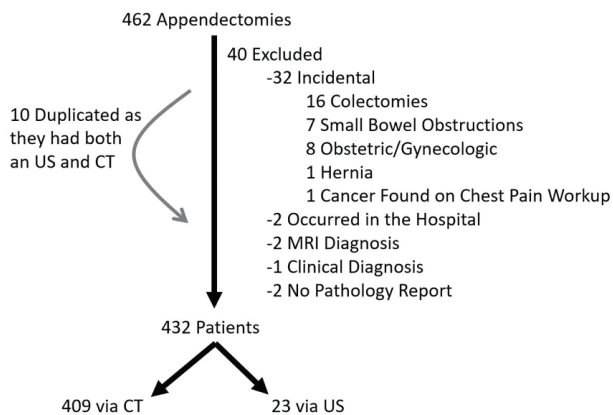 462 Appendectomies
40 Excluded
-32 Incidental
16 Colectomies
7 Small Bowel Obstructions
8 Obstetric/Gynecologic
1 Hernia
1 Cancer Found on Chest Pain Workup
-2 Occurred in the Hospital
-2 MRI Diagnosis
-1 Clinical Diagnosis
-2 No Pathology Report
10 Duplicated as
they had both
an US and CT
432 Patients
409 via CT
23 via US